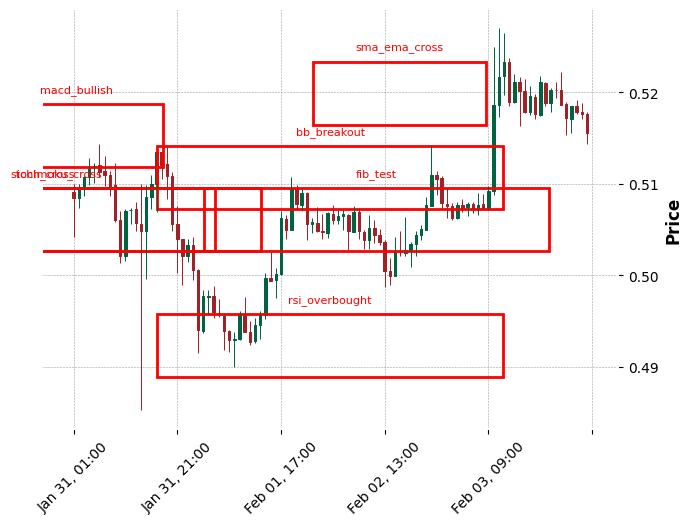 sma_ema_cross
macd_bullish
bb_breakout
fib_test
rsi_overbought
0.52
0.51
0.50
0.49
Price
Jan 31, 01:00
Jan 31, 21:00
Feb 01, 17:00
Feb 02, 13:00
Feb 03, 09:00